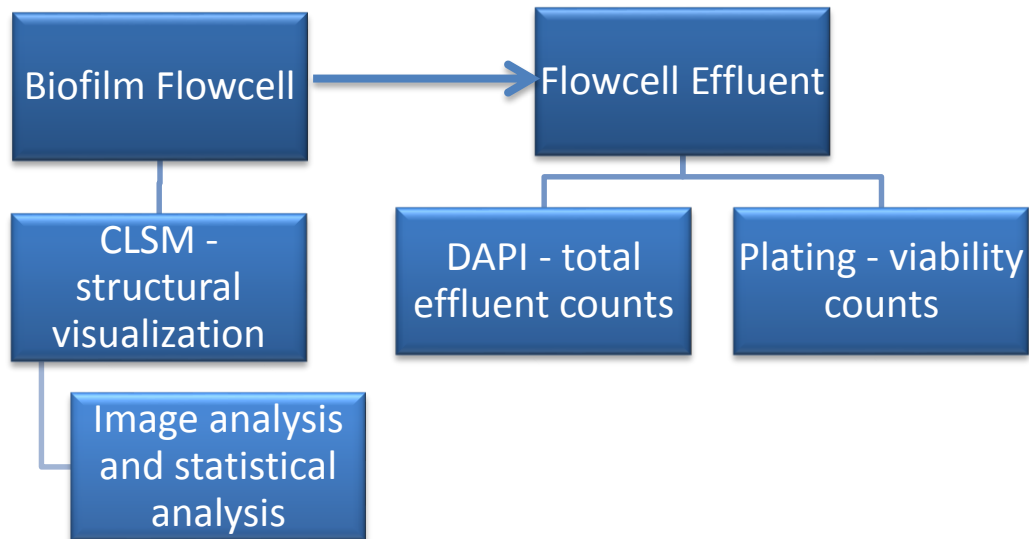 Biofilm Flowcell
Flowcell Effluent
CLSM -
structural
visualization
DAPI - total
effluent counts
Plating - viability
counts
Image analysis
and statistical
analysis